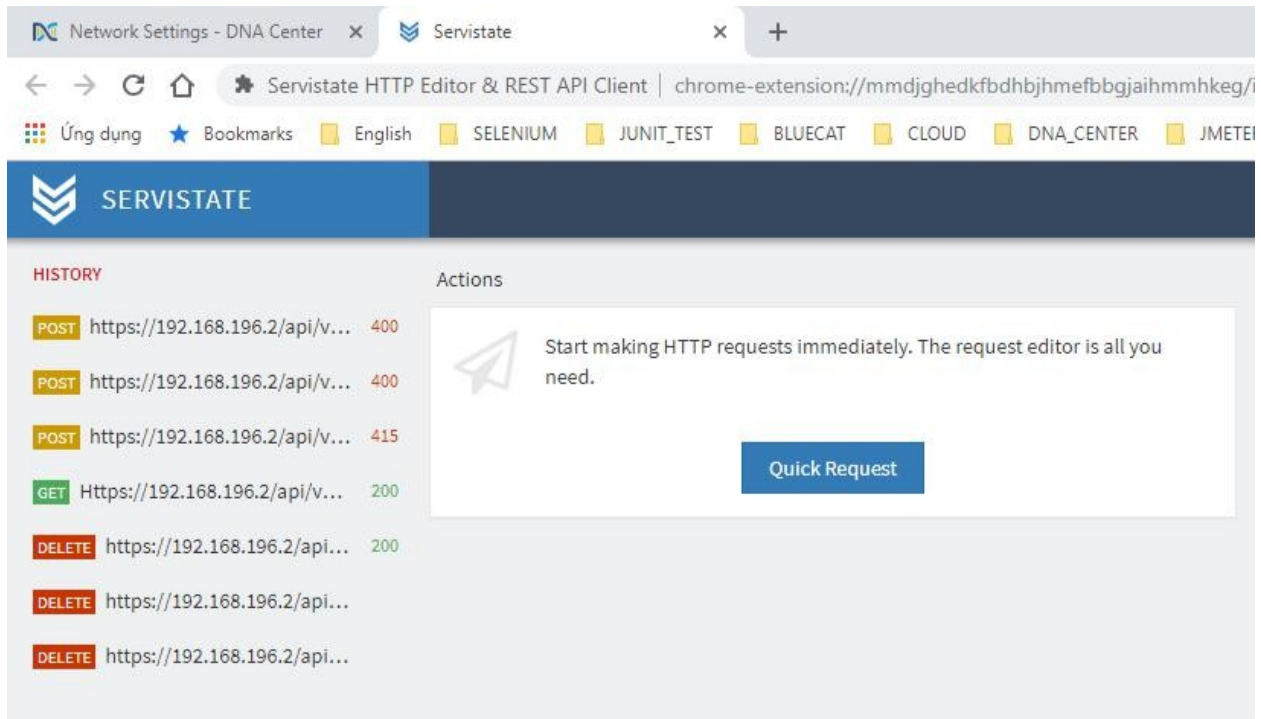 Network Settings - DNA Center
Servistate
Servistate HTTP Editor & REST API Client | chrome-extension://mmdjghedkfbdhbjhmefbbgjaihmmhkeg/i
Ứng dụng Bookmarks English SELENIUM JUNIT_TEST BLUECAT CLOUD DNA_CENTER JMETER
SERVISTATE
HISTORY
POST https://192.168.196.2/api/v... 400
POST https://192.168.196.2/api/v... 400
POST https://192.168.196.2/api/v... 415
GET Https://192.168.196.2/api/v... 200
DELETE https://192.168.196.2/api... 200
DELETE https://192.168.196.2/api...
DELETE https://192.168.196.2/api...
Actions
Start making HTTP requests immediately. The request editor is all you
need.
Quick Request